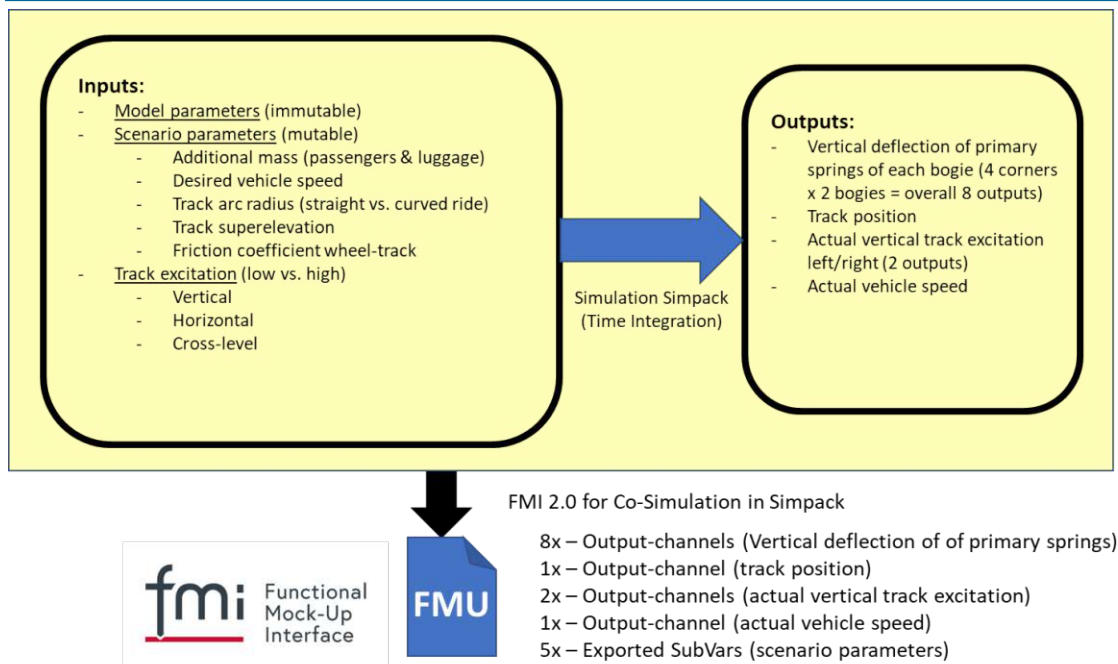 Inputs:
- Model parameters (immutable)
- Scenario parameters (mutable)
- Additional mass (passengers & luggage)
- Desired vehicle speed
- Track arc radius (straight vs. curved ride)
- Track superelevation
- Friction coefficient wheel-track
- Track excitation (low vs. high)
- Vertical
- Horizontal
- Cross-level
Simulation Simpack
(Time Integration)
Outputs:
- Vertical deflection of primary
springs of each bogie (4 corners
x 2 bogies = overall 8 outputs)
- Track position
- Actual vertical track excitation
left/right (2 outputs)
- Actual vehicle speed
FMI 2.0 for Co-Simulation in Simpack
fmi
Functional
Mock-Up
Interface
FMU
8x – Output-channels (Vertical deflection of of primary springs)
1x – Output-channel (track position)
2x – Output-channels (actual vertical track excitation)
1x – Output-channel (actual vehicle speed)
5x – Exported SubVars (scenario parameters)